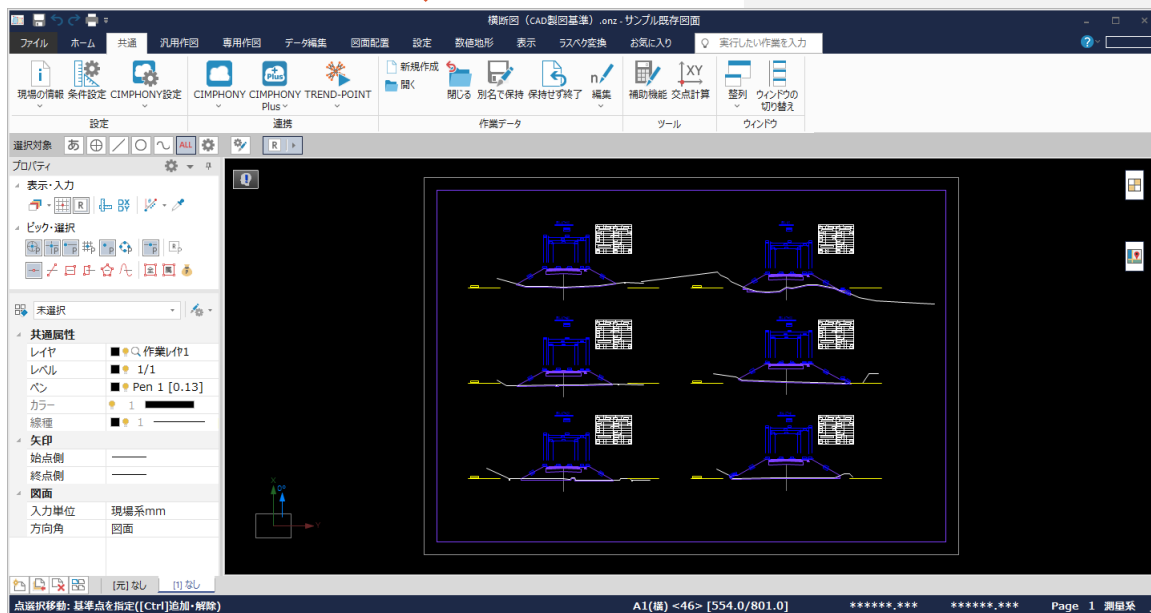 横断図（CAD製図基準）.onz - サンプル既存図面
ファイル ホーム 共通 汎用作図 専用作図 データ編集 図面配置 設定 数値地形 表示 ラスベク変換 お気に入り 実行したい作業を入力
現場の情報 条件設定 CIMPHONY設定 CIMPHONY CIMPHONY Plus TREND-POINT 新規作成 開く 閉じる 別名で保持 保持せず終了 編集 補助機能 交点計算 整列 ウィンドウの切り替え
設定 連携 作業データ ツール ウィンドウ
選択対象 あ ALL R
プロパティ
表示・入力
R
ピック・選択
共通属性
未選択
レイヤ 作業レイヤ1
レベル 1/1
ペン Pen 1 [0.13]
カラー 1
線種 1
矢印
始点側
終点側
図面
入力単位 現場系mm
方向角 図面
X
0°
Y
[元] なし [1] なし
点選択移動: 基準点を指定([Ctrl]追加・解除) A1(横) <46> [554.0/801.0] ******.*** ******.*** Page 1 測量系